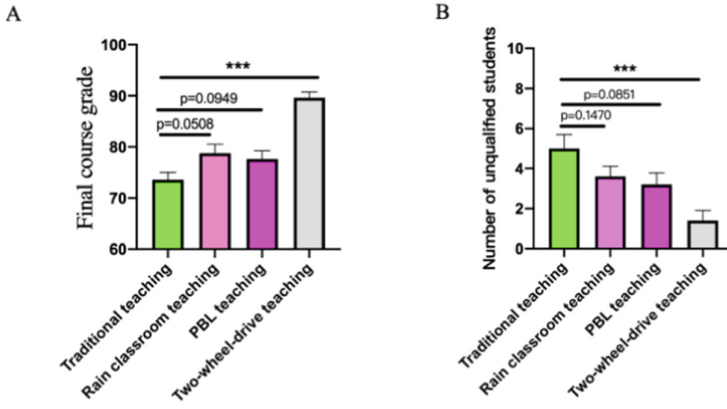 A
Final course grade
100
90
80
70
60
***
p=0.0949
p=0.0508
Traditional teaching
Rain classroom teaching
PBL teaching
Two-wheel-drive teaching
B
Number of unqualified students
10
8
6
4
2
0
***
p=0.0851
p=0.1470
Traditional teaching
Rain classroom teaching
PBL teaching
Two-wheel-drive teaching